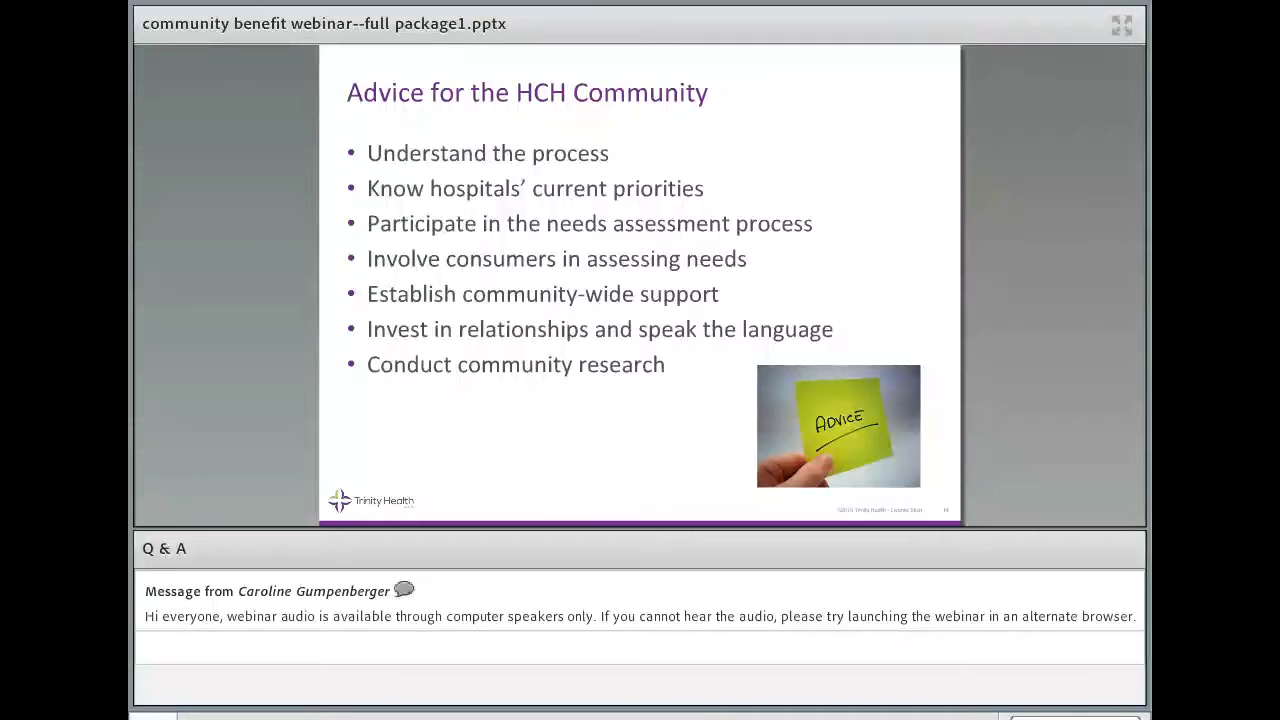 community benefit webinar--full package1.pptx
Advice for the HCH Community
• Understand the process
• Know hospitals’ current priorities
• Participate in the needs assessment process
• Involve consumers in assessing needs
• Establish community-wide support
• Invest in relationships and speak the language
• Conduct community research
ADVICE
Trinity Health
Q & A
Message from Caroline Gumpenberger
Hi everyone, webinar audio is available through computer speakers only. If you cannot hear the audio, please try launching the webinar in an alternate browser.